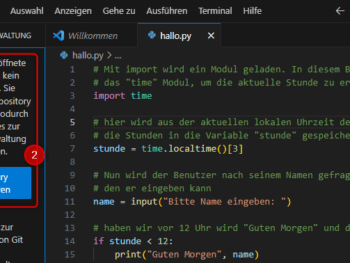 Auswahl Anzeigen Gehe zu Ausführen Terminal Hilfe
WALTUNG
Willkommen
hallo.py
hallo.py > ...
öffnete
kein
Sie
pository
odurch
es zur
waltung
en.
2
ry
ren
zur
on Git
1 # Mit import wird ein Modul geladen. In diesem B
2 # das "time" Modul, um die aktuelle Stunde zu er
3 import time
4
5 # hier wird aus der aktuellen lokalen Uhrzeit de
6 # die Stunden in die Variable "stunde" gespeiche
7 stunde = time.localtime()[3]
8
9 # Nun wird der Benutzer nach seinem Namen gefrag
10 # den er eingeben kann
11 name = input("Bitte Name eingeben: ")
12
13 # haben wir vor 12 Uhr wird "Guten Morgen" und d
14 if stunde < 12:
15 print("Guten Morgen", name)